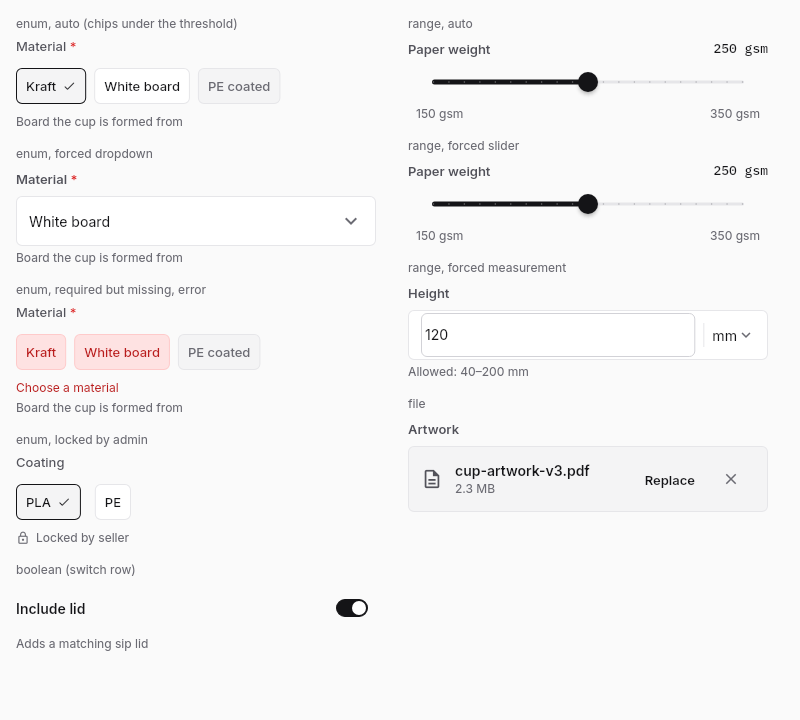 enum, auto (chips under the threshold)
Material *
Kraft
White board
PE coated
Board the cup is formed from
enum, forced dropdown
Material *
White board
Board the cup is formed from
enum, required but missing, error
Material *
Kraft
White board
PE coated
Choose a material
Board the cup is formed from
enum, locked by admin
Coating
PLA
PE
Locked by seller
boolean (switch row)
Include lid
Adds a matching sip lid
range, auto
Paper weight
250 gsm
150 gsm
350 gsm
range, forced slider
Paper weight
250 gsm
150 gsm
350 gsm
range, forced measurement
Height
120
mm
Allowed: 40–200 mm
file
Artwork
cup-artwork-v3.pdf
2.3 MB
Replace